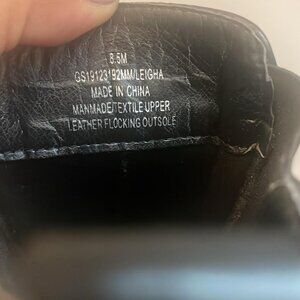 8.5M
GS19123192MM/LEIGHA
MADE IN CHINA
MANMADE/TEXTILE UPPER
LEATHER FLOCKING OUTSOLE